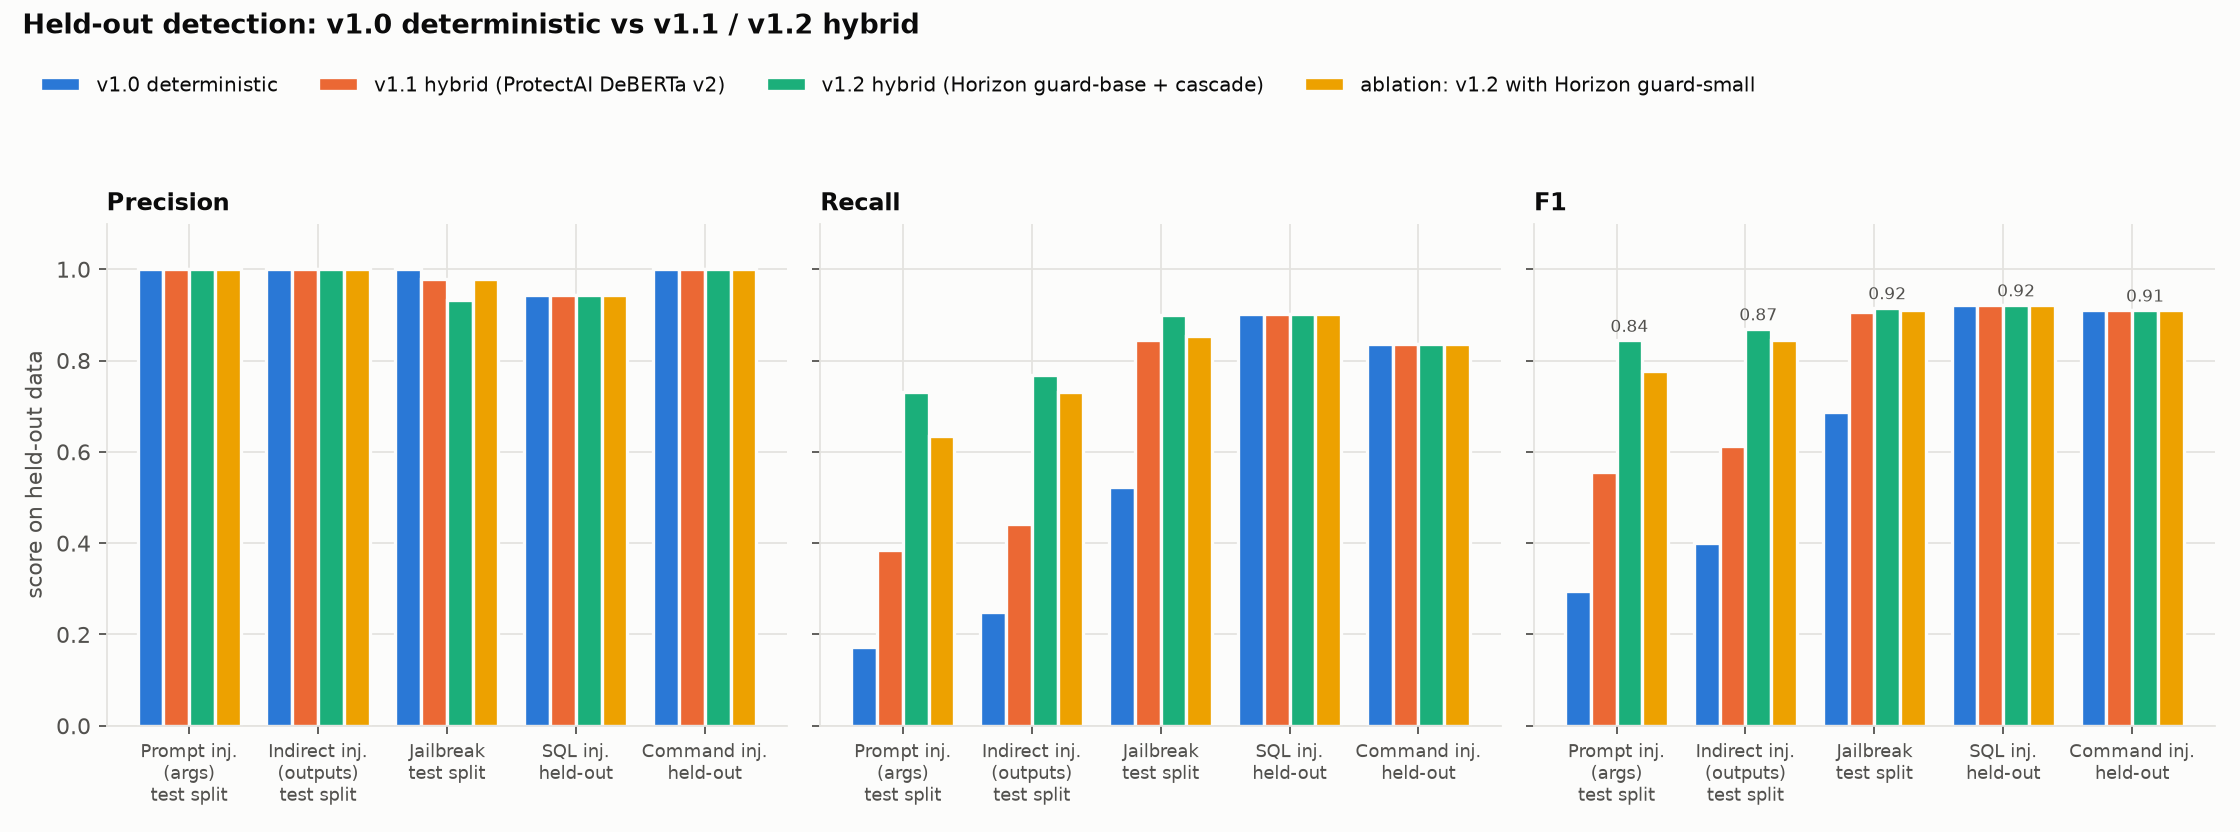 Held-out detection: v1.0 deterministic vs v1.1 / v1.2 hybrid
v1.0 deterministic
v1.1 hybrid (ProtectAI DeBERTa v2)
v1.2 hybrid (Horizon guard-base + cascade)
ablation: v1.2 with Horizon guard-small
Precision
score on held-out data
1.0
0.8
0.6
0.4
0.2
0.0
Prompt inj.
(args)
test split
Indirect inj.
(outputs)
test split
Jailbreak
test split
SQL inj.
held-out
Command inj.
held-out
Recall
Prompt inj.
(args)
test split
Indirect inj.
(outputs)
test split
Jailbreak
test split
SQL inj.
held-out
Command inj.
held-out
F1
0.84
0.87
0.92
0.92
0.91
Prompt inj.
(args)
test split
Indirect inj.
(outputs)
test split
Jailbreak
test split
SQL inj.
held-out
Command inj.
held-out